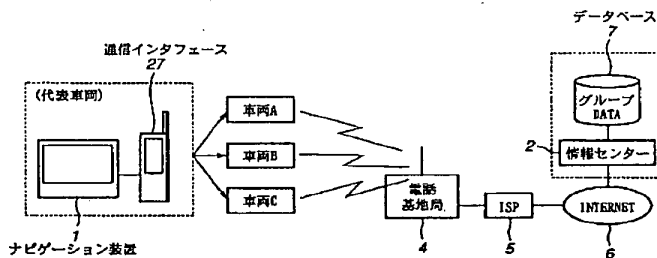 データベース
7
通信インタフェース
27
(代表車両)
車両A
車両B
車両C
グループ
DATA
2
情報センター
電話
基地局
ISP
INTERNET
1
ナビゲーション装置
4
5
6